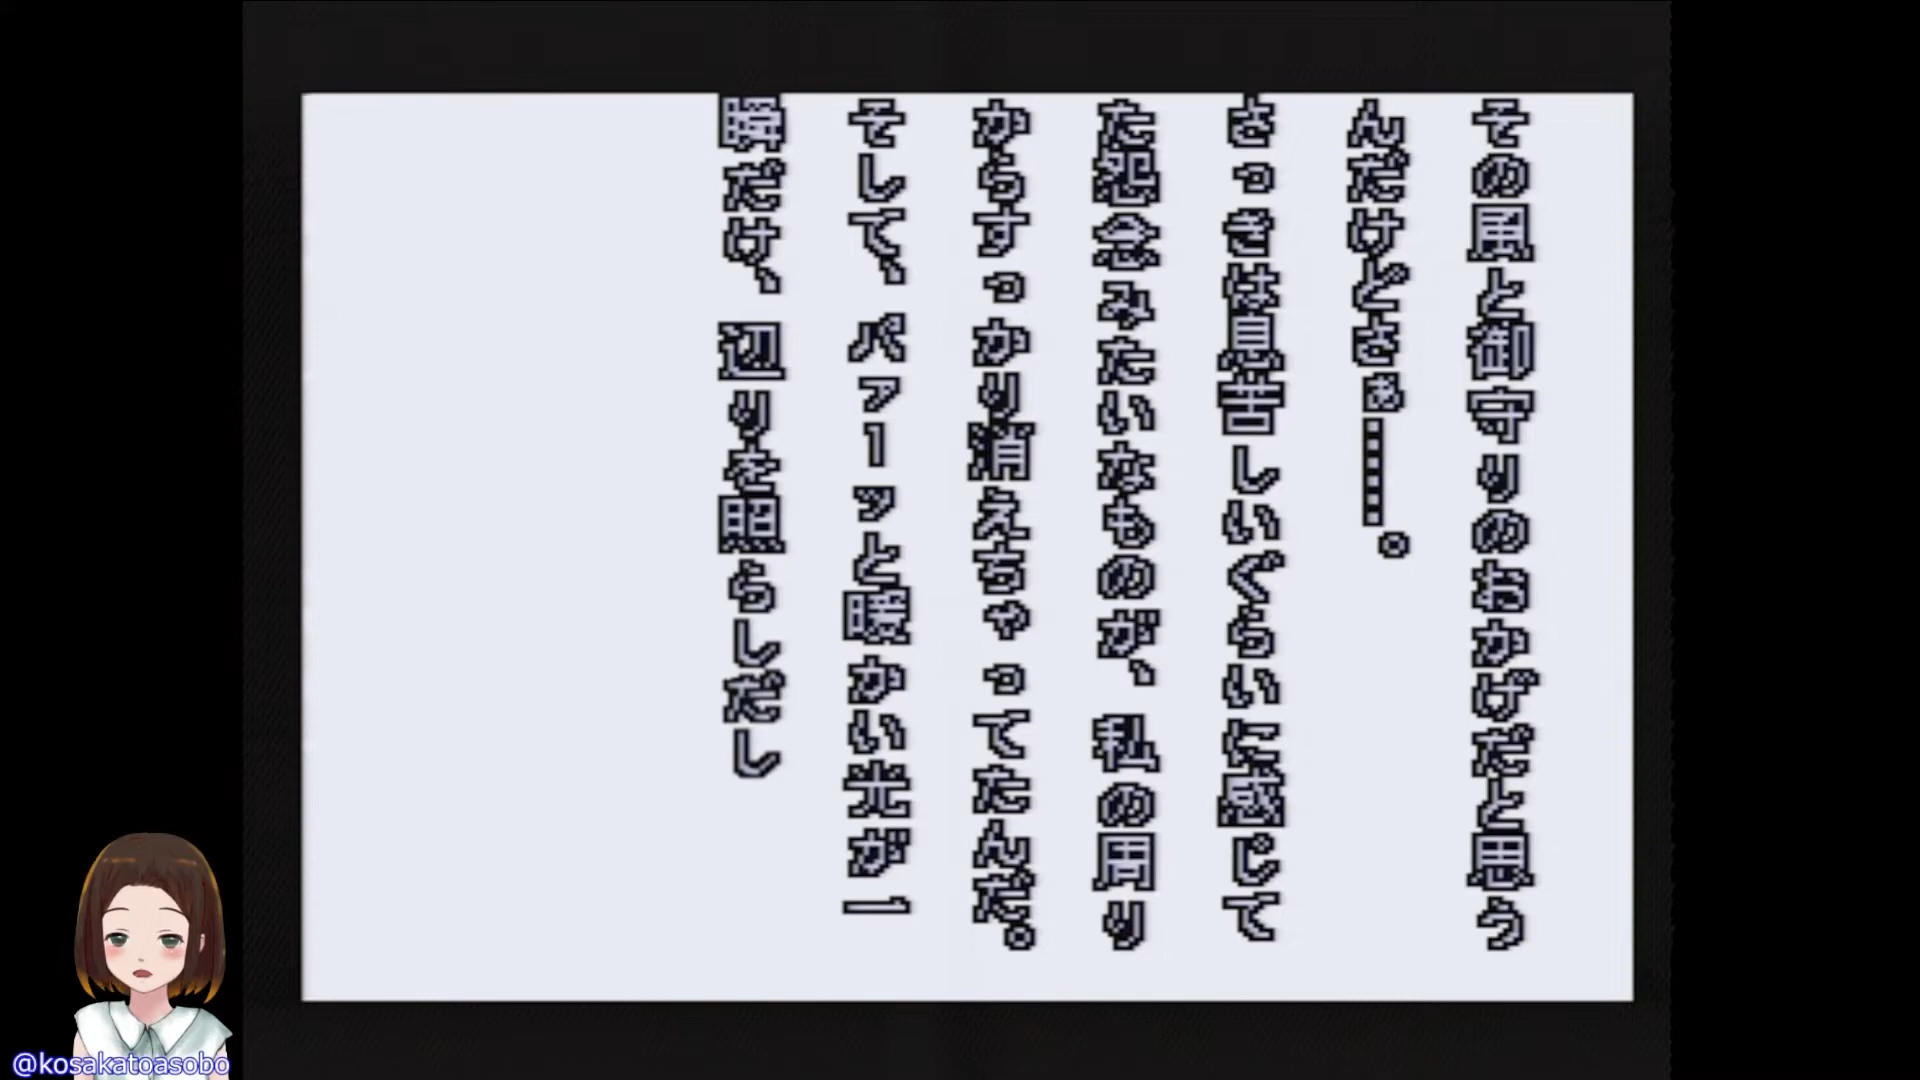 その風と御守りのおかげだと思う
んだけどさぁ……。
さっきは息苦しいぐらいに感じて
た怨念みたいなものが、私の周り
からすっかり消えちゃってたんだ。
そして、パァーッと暖かい光が一
瞬だけ、辺りを照らしだし
@kosakatoasobo